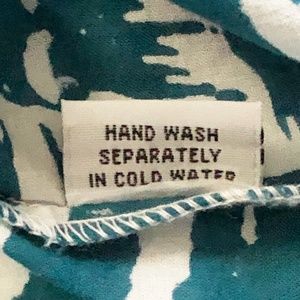 HAND WASH
SEPARATELY
IN COLD WATER